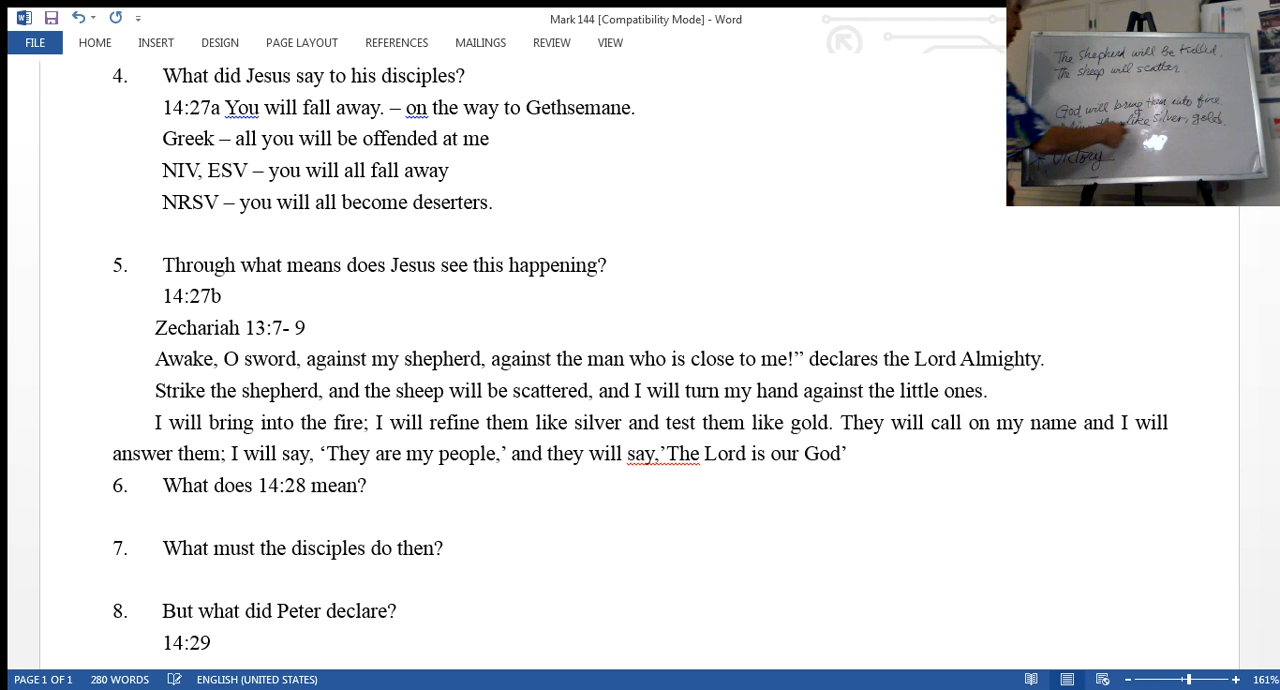 Mark 144 [Compatibility Mode] - Word
FILE HOME INSERT DESIGN PAGE LAYOUT REFERENCES MAILINGS REVIEW VIEW
4. What did Jesus say to his disciples?
14:27a You will fall away. – on the way to Gethsemane.
Greek – all you will be offended at me
NIV, ESV – you will all fall away
NRSV – you will all become deserters.
5. Through what means does Jesus see this happening?
14:27b
Zechariah 13:7- 9
Awake, O sword, against my shepherd, against the man who is close to me!” declares the Lord Almighty.
Strike the shepherd, and the sheep will be scattered, and I will turn my hand against the little ones.
I will bring into the fire; I will refine them like silver and test them like gold. They will call on my name and I will
answer them; I will say, ‘They are my people,’ and they will say,’The Lord is our God’
6. What does 14:28 mean?
7. What must the disciples do then?
8. But what did Peter declare?
14:29
The Shepherd will be killed
The sheep will scatter
God will bring them into fire
like silver, gold
Victory
PAGE 1 OF 1 280 WORDS ENGLISH (UNITED STATES) 161%